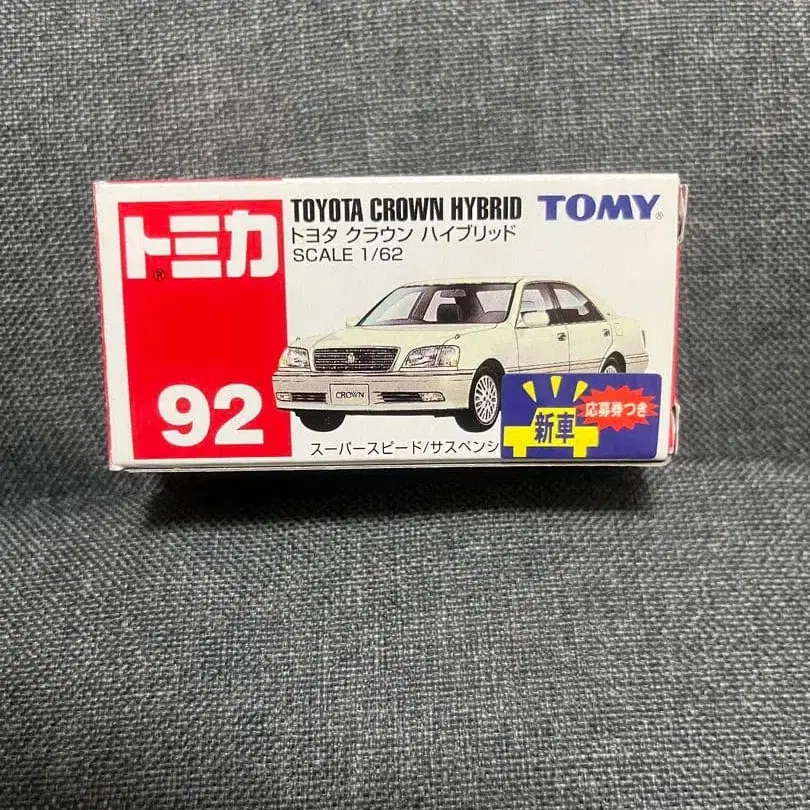 トミカ®
92
TOYOTA CROWN HYBRID
トヨタ クラウン ハイブリッド
SCALE 1/62
TOMY®
CROWN
スーパースピード/サスペンシ
新車
応募券つき